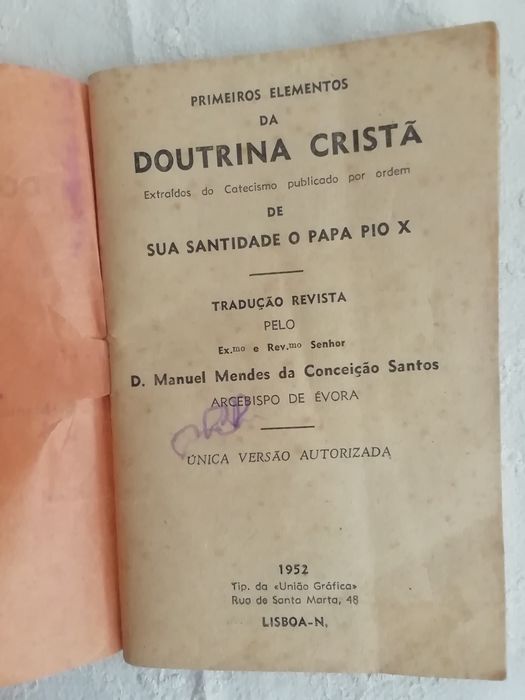 PRIMEIROS ELEMENTOS
DA
DOUTRINA CRISTÃ
Extraídos do Catecismo publicado por ordem
DE
SUA SANTIDADE O PAPA PIO X
TRADUÇÃO REVISTA
PELO
Ex.mo e Rev.mo Senhor
D. Manuel Mendes da Conceição Santos
ARCEBISPO DE ÉVORA
ÚNICA VERSÃO AUTORIZADA
1952
Tip. da «União Gráfica»
Rua de Santa Marta, 48
LISBOA-N.